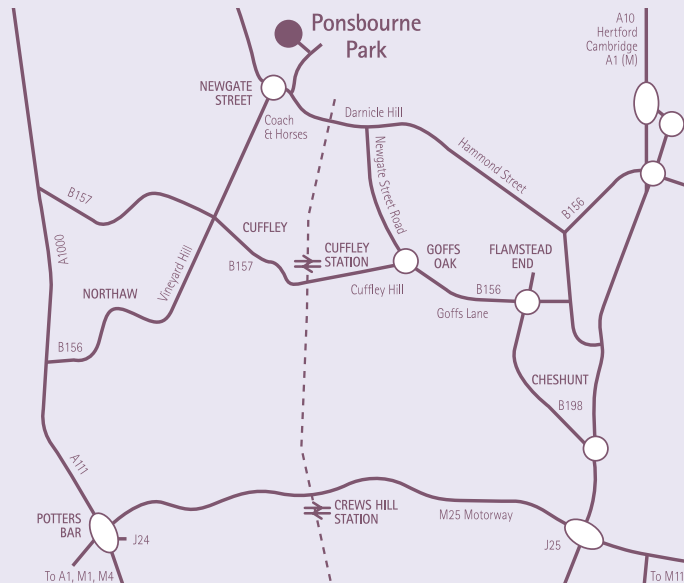 Ponsbourne
Park
A10
Hertford
Cambridge
A1 (M)
NEWGATE
STREET
Coach
& Horses
Darnicle Hill
Newgate Street Road
Hammond Street
B157
B156
A1000
Vineyard Hill
CUFFLEY
B157
CUFFLEY
STATION
GOFFS
OAK
FLAMSTEAD
END
Cuffley Hill
B156
Goffs Lane
NORTHAW
B156
CHESHUNT
B198
A111
POTTERS
BAR
J24
CREWS HILL
STATION
M25 Motorway
J25
To A1, M1, M4
To M11